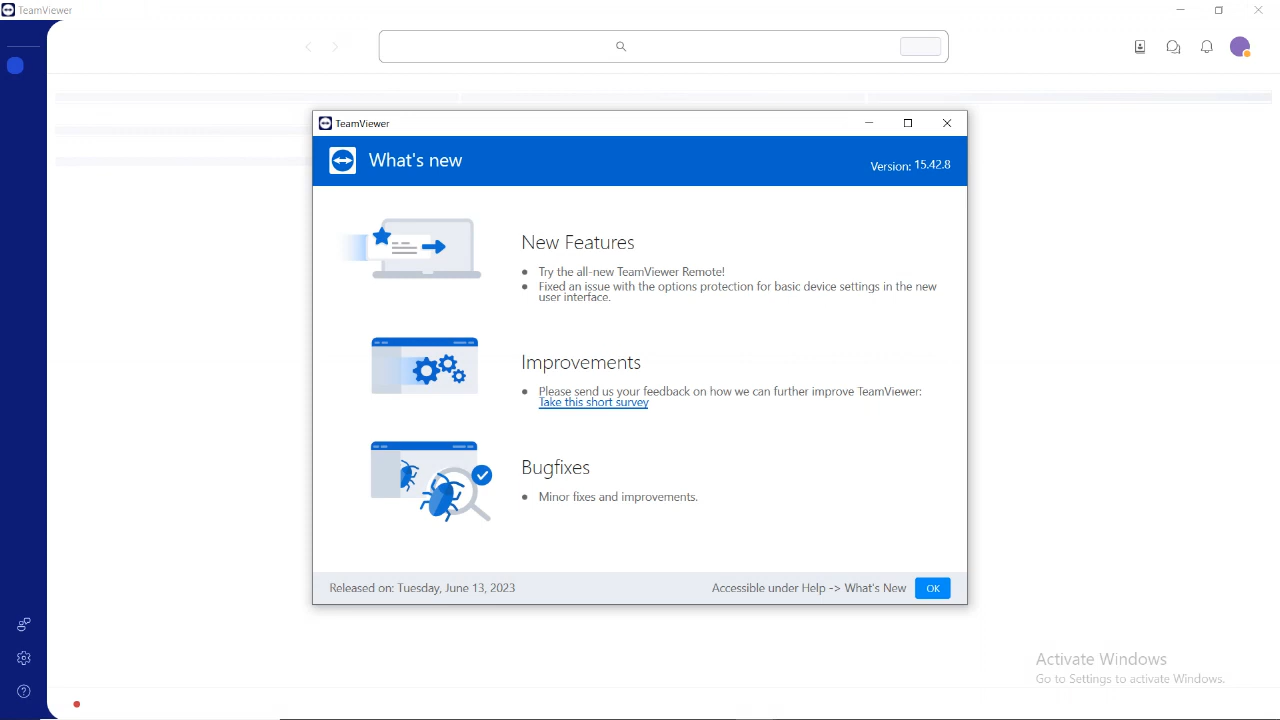 TeamViewer
TeamViewer
What's new
Version: 15.42.8
New Features
Try the all-new TeamViewer Remote!
Fixed an issue with the options protection for basic device settings in the new
user interface.
Improvements
Please send us your feedback on how we can further improve TeamViewer:
Take this short survey
Bugfixes
Minor fixes and improvements.
Released on: Tuesday, June 13, 2023
Accessible under Help -> What's New
OK
Activate Windows
Go to Settings to activate Windows.